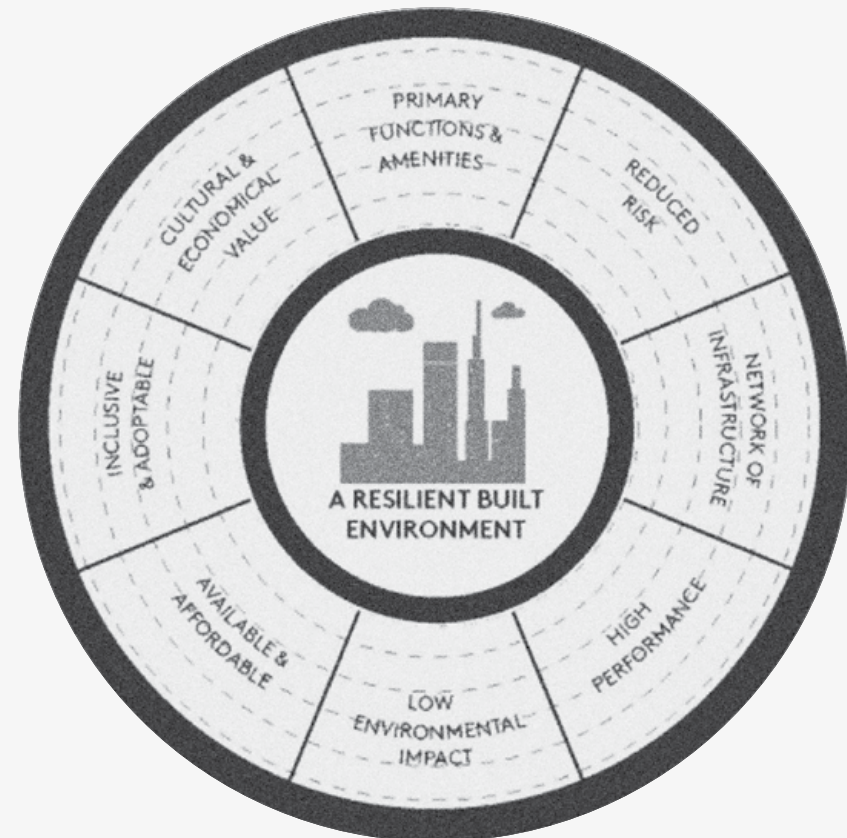 PRIMARY
FUNCTIONS &
AMENITIES
REDUCED
RISK
NETWORK OF
INFRASTRUCTURE
HIGH
PERFORMANCE
LOW
ENVIRONMENTAL
IMPACT
AVAILABLE &
AFFORDABLE
INCLUSIVE
& ADOPTABLE
CULTURAL &
ECONOMICAL
VALUE
A RESILIENT BUILT
ENVIRONMENT